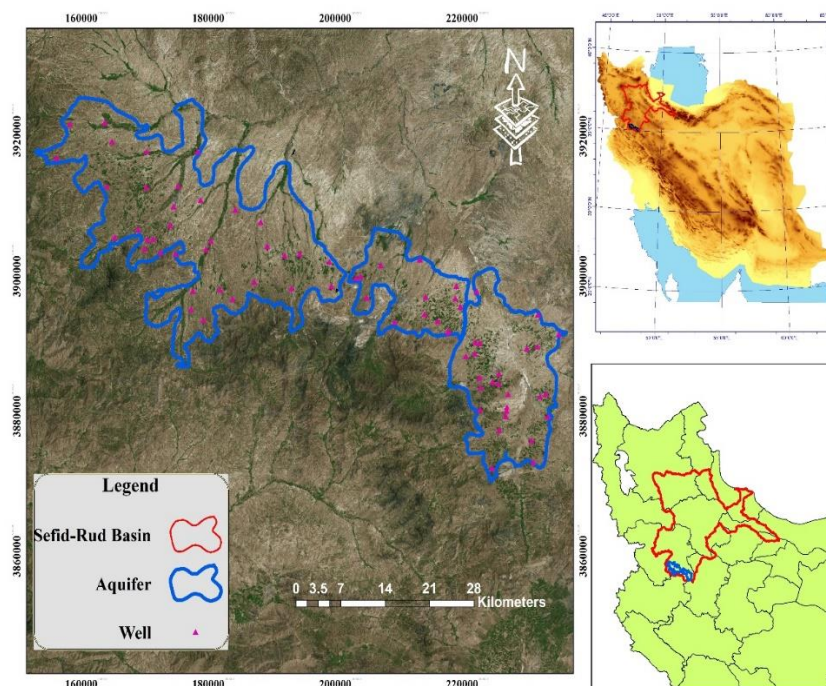 160000 180000 200000 220000
N
3920000 3920000
3900000 3900000
3880000 3880000
3860000 3860000
Legend
Sefid-Rud Basin
Aquifer
Well
0 3.5 7 14 21 28
Kilometers
160000 180000 200000 220000